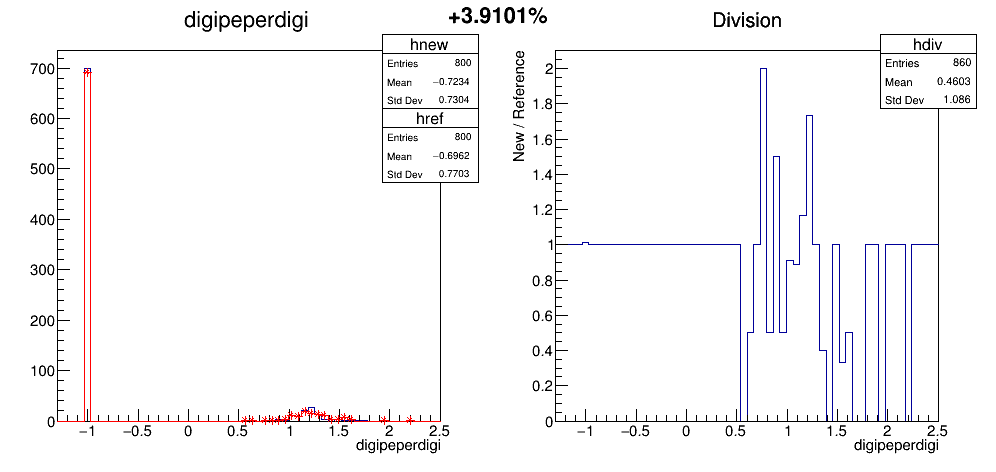 digipeperdigi
+3.9101%
Division
hnew
Entries 800
Mean −0.7234
Std Dev 0.7304
href
Entries 800
Mean −0.6962
Std Dev 0.7703
700
600
500
400
300
200
100
0
−1 −0.5 0 0.5 1 1.5 2 2.5
digipeperdigi
hdiv
Entries 860
Mean 0.4603
Std Dev 1.086
New / Reference
2
1.8
1.6
1.4
1.2
1
0.8
0.6
0.4
0.2
0
−1 −0.5 0 0.5 1 1.5 2 2.5
digipeperdigi